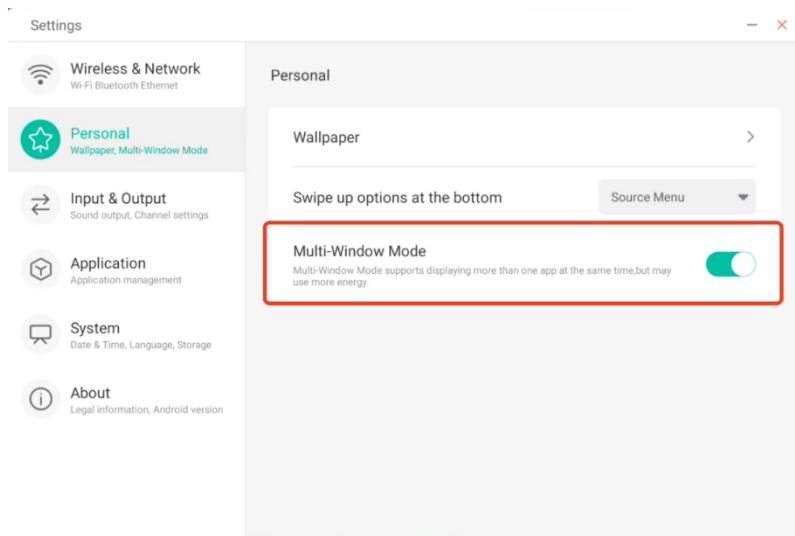 Settings
Wireless & Network
Wi-Fi Bluetooth Ethernet
Personal
Wallpaper, Multi-Window Mode
Input & Output
Sound output, Channel settings
Application
Application management
System
Date & Time, Language, Storage
About
Legal information, Android version
Personal
Wallpaper
Swipe up options at the bottom
Source Menu
Multi-Window Mode
Multi-Window Mode supports displaying more than one app at the same time,but may
use more energy.